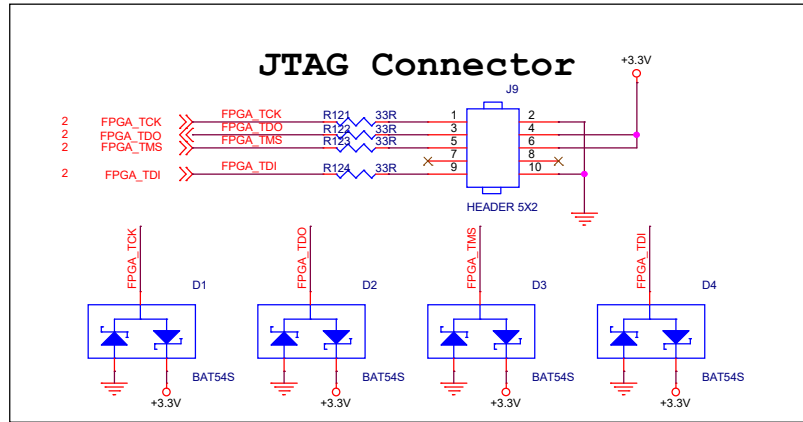 JTAG Connector
+3.3V
J9
2 FPGA_TCK FPGA_TCK R121 33R 1 2
2 FPGA_TDO FPGA_TDO R122 33R 3 4
2 FPGA_TMS FPGA_TMS R123 33R 5 6
7 8
2 FPGA_TDI FPGA_TDI R124 33R 9 10
HEADER 5X2
FPGA_TCK FPGA_TDO FPGA_TMS FPGA_TDI
D1 D2 D3 D4
BAT54S BAT54S BAT54S BAT54S
+3.3V +3.3V +3.3V +3.3V